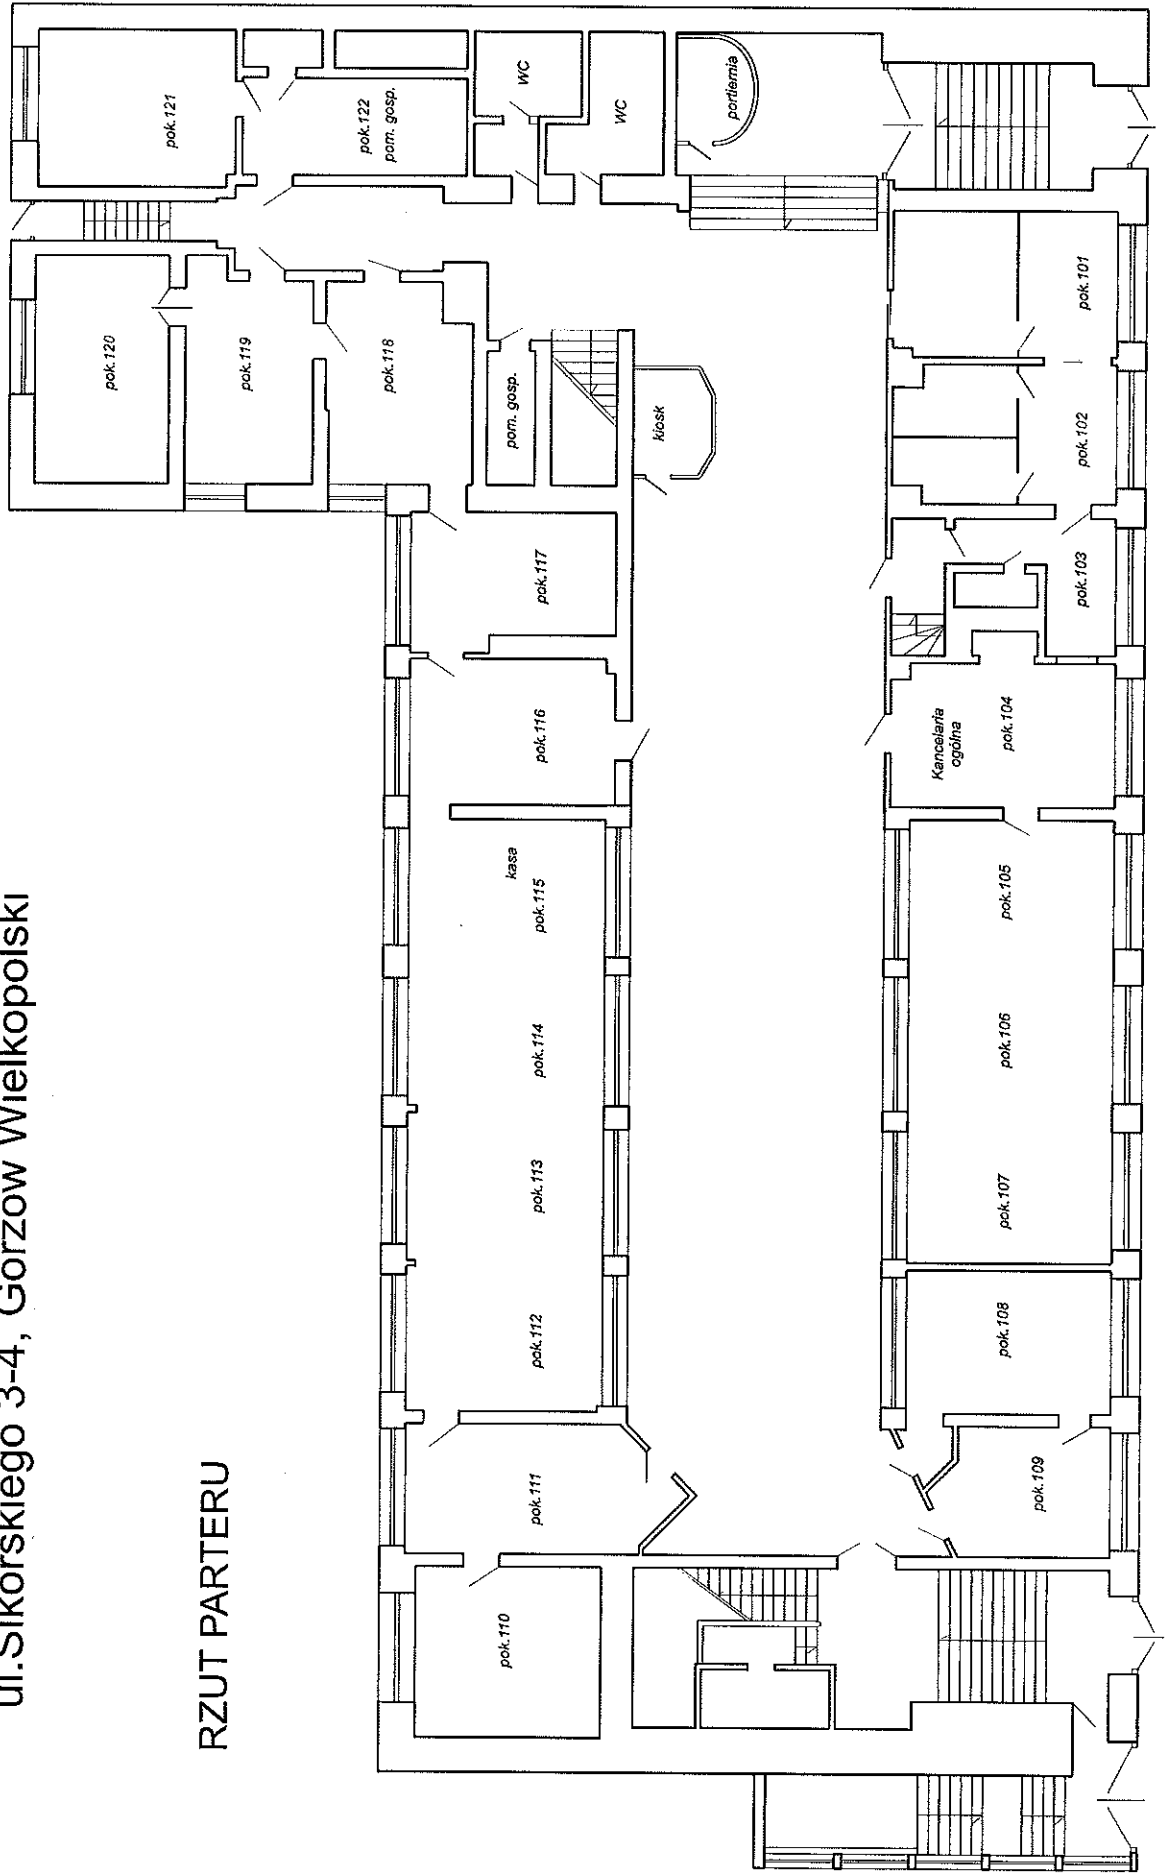 ul.Sikorskiego 3-4, Gorzów Wielkopolski
RZUT PARTERU
pok.110
pok.111
pok.112
pok.113
pok.114
kasa
pok.115
pok.116
pok.117
pok.118
pok.119
pok.120
pok.121
pok.122
pom. gosp.
WC
WC
portiernia
pom. gosp.
kiosk
pok.109
pok.108
pok.107
pok.106
pok.105
Kancelaria
ogólna
pok.104
pok.103
pok.102
pok.101